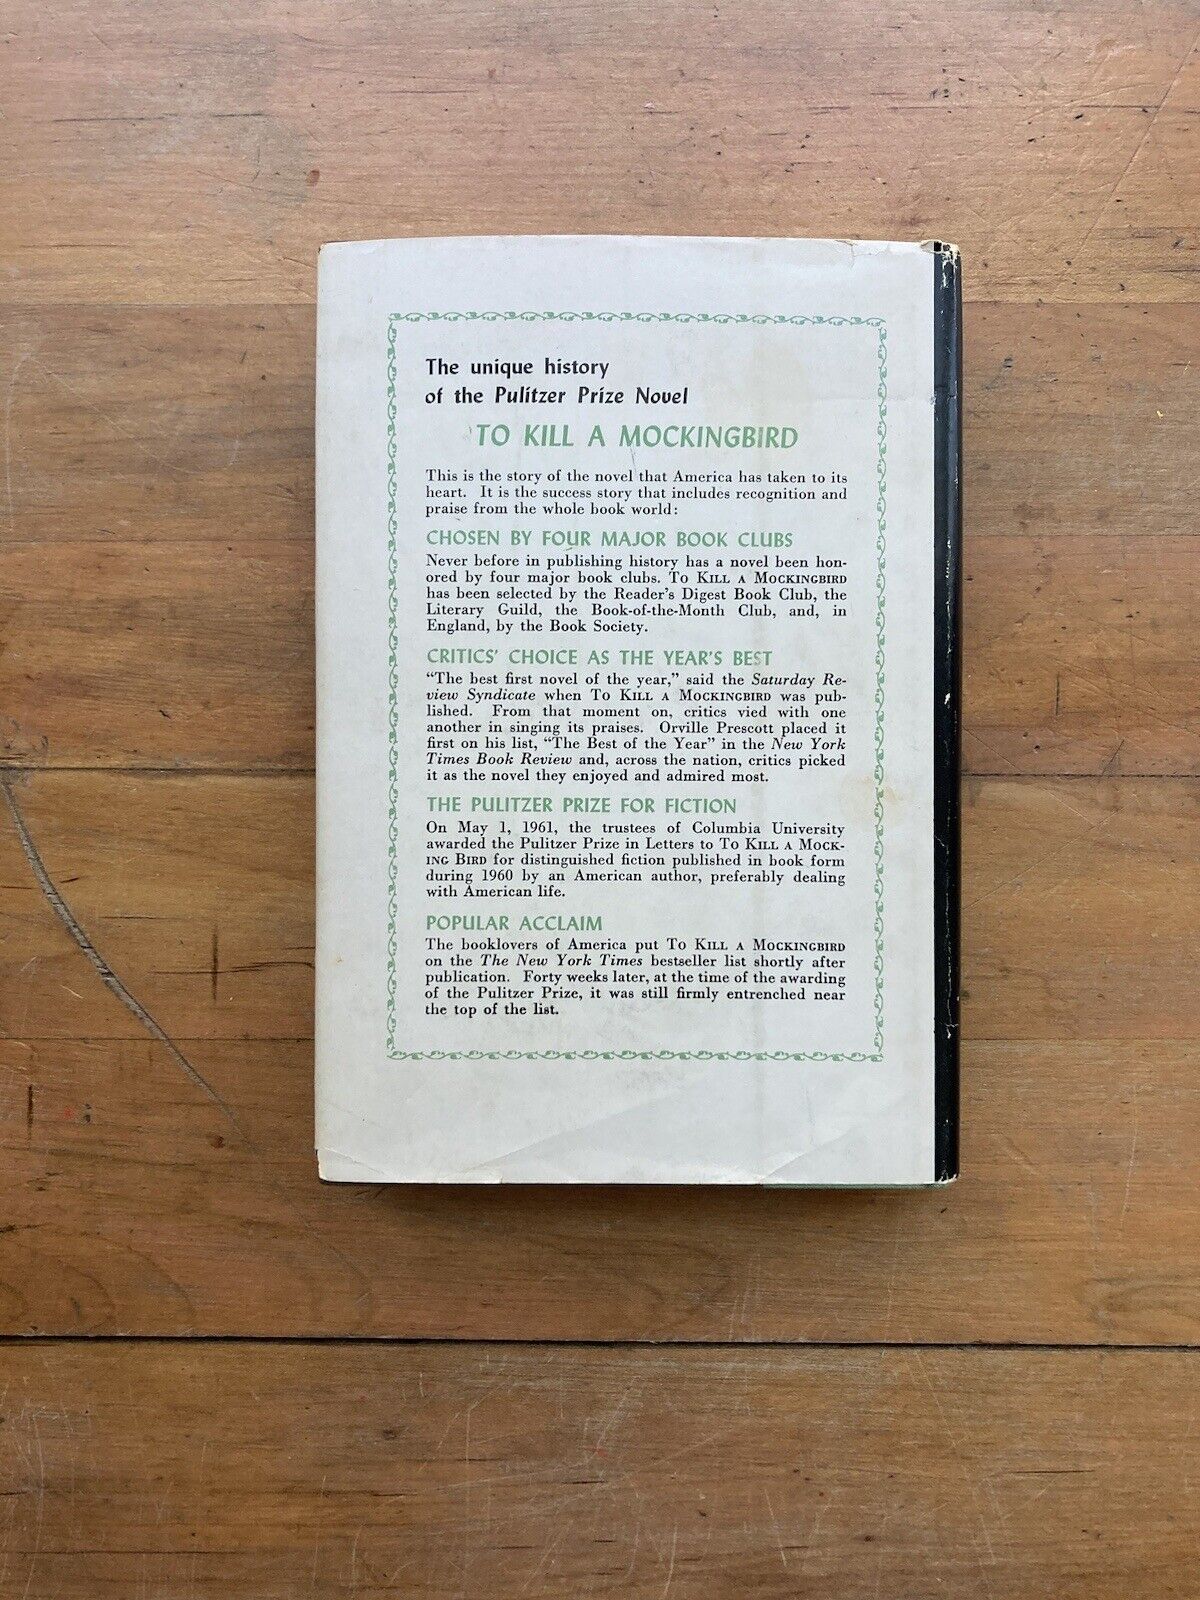 The unique history
of the Pulitzer Prize Novel
TO KILL A MOCKINGBIRD
This is the story of the novel that America has taken to its
heart. It is the success story that includes recognition and
praise from the whole book world:
CHOSEN BY FOUR MAJOR BOOK CLUBS
Never before in publishing history has a novel been hon-
ored by four major book clubs. TO KILL A MOCKINGBIRD
has been selected by the Reader's Digest Book Club, the
Literary Guild, the Book-of-the-Month Club, and, in
England, by the Book Society.
CRITICS' CHOICE AS THE YEAR'S BEST
"The best first novel of the year," said the Saturday Re-
view Syndicate when TO KILL A MOCKINGBIRD was pub-
lished. From that moment on, critics vied with one
another in singing its praises. Orville Prescott placed it
first on his list, "The Best of the Year" in the New York
Times Book Review and, across the nation, critics picked
it as the novel they enjoyed and admired most.
THE PULITZER PRIZE FOR FICTION
On May 1, 1961, the trustees of Columbia University
awarded the Pulitzer Prize in Letters to TO KILL A MOCK-
ING BIRD for distinguished fiction published in book form
during 1960 by an American author, preferably dealing
with American life.
POPULAR ACCLAIM
The booklovers of America put TO KILL A MOCKINGBIRD
on the The New York Times bestseller list shortly after
publication. Forty weeks later, at the time of the awarding
of the Pulitzer Prize, it was still firmly entrenched near
the top of the list.